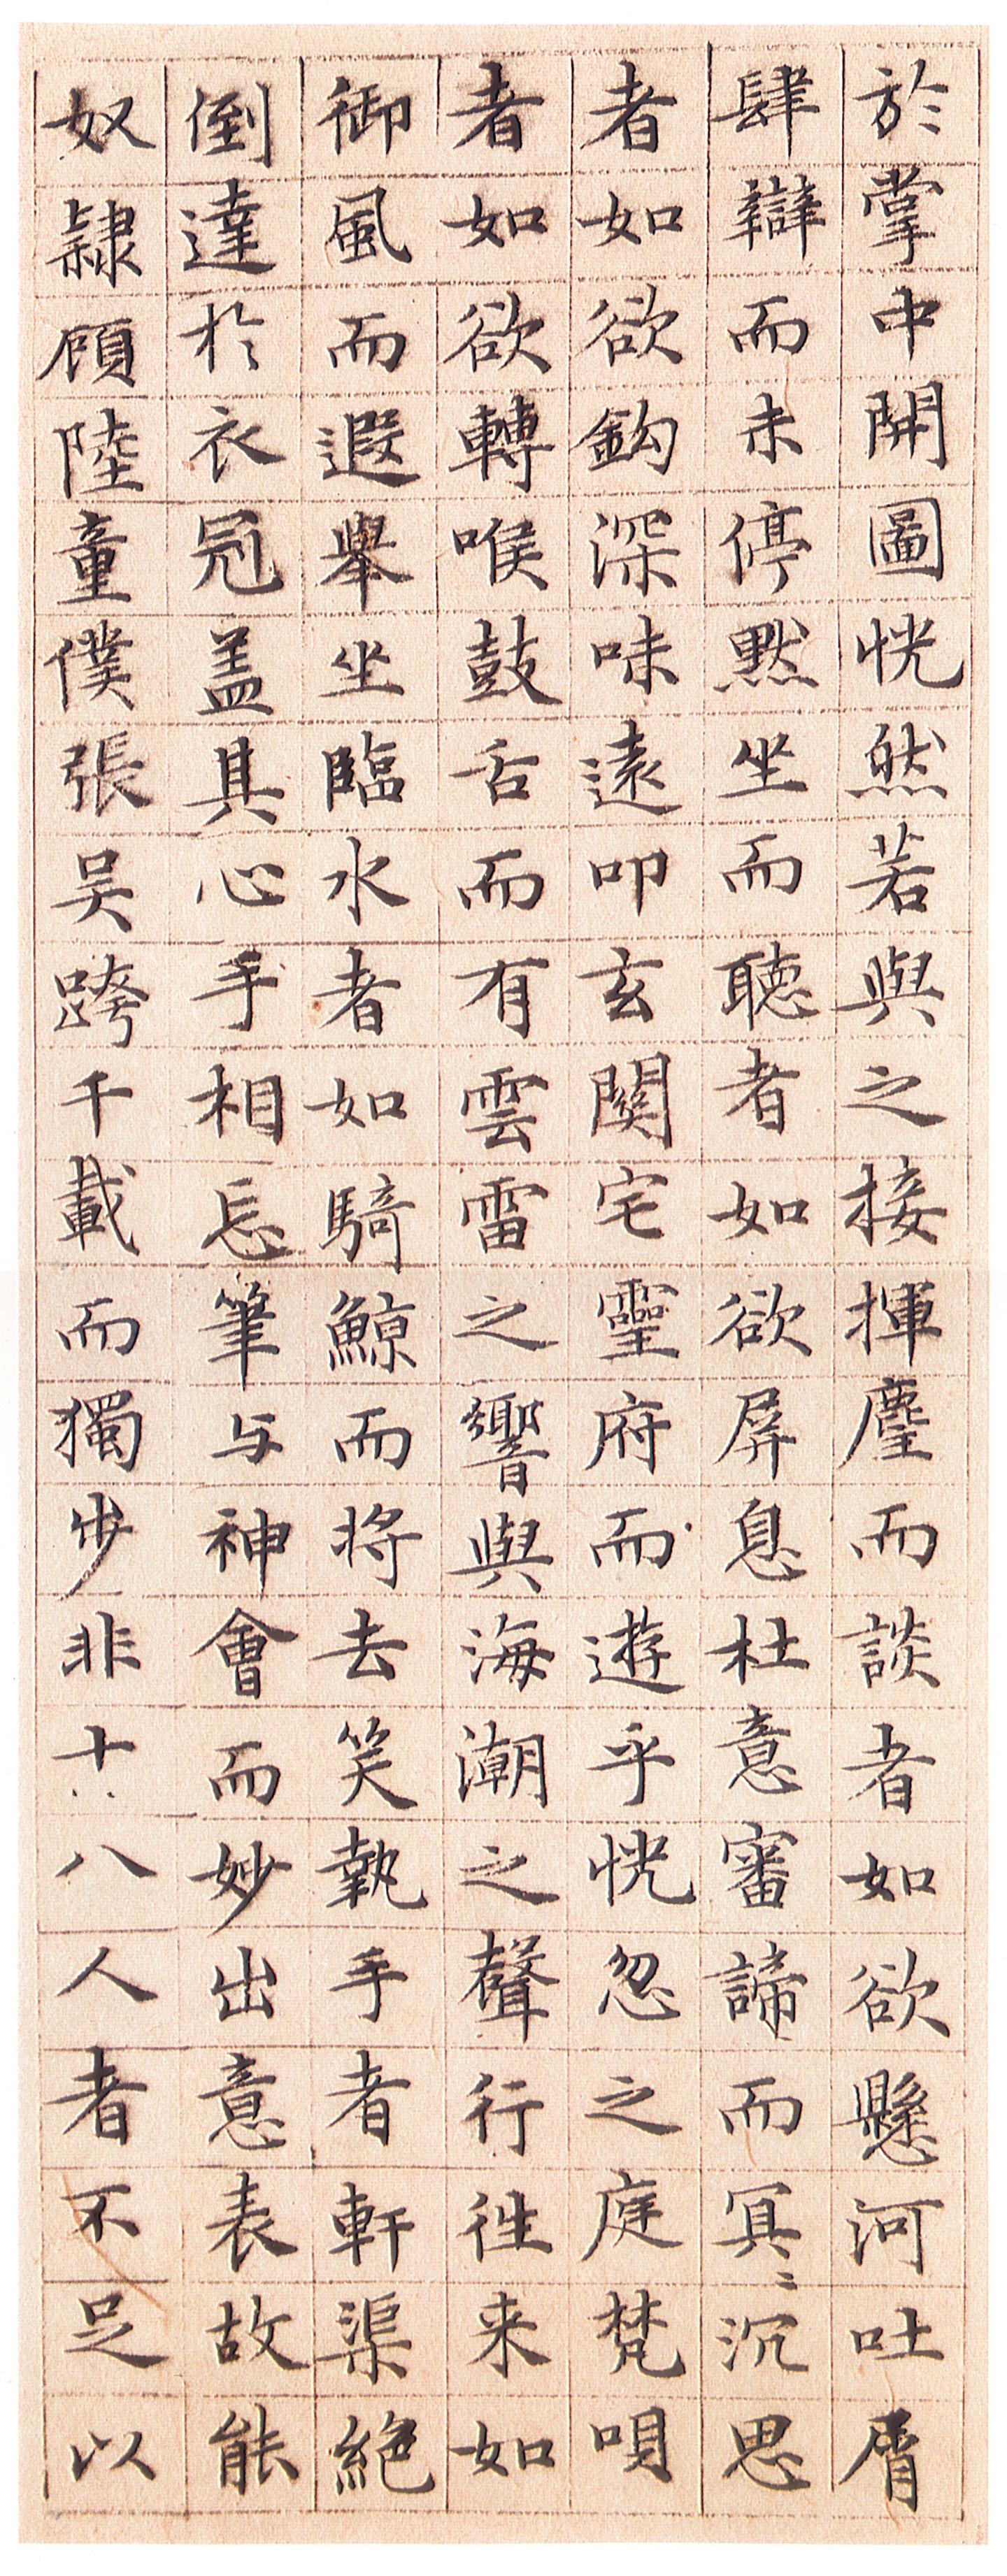 於掌中開圖恍然若與之接揮麈而談者如欲懸河吐屑
肆辯而未停默坐而聽者如欲屏息杜意審諦而冥〻沉思
者如欲鈎深味遠叩玄關宅靈府而遊乎恍忽之庭梵唄
者如欲轉喉鼓舌而有雲雷之響與海潮之聲行徃来如
御風而遐舉坐臨水者如騎鯨而将去笑執手者軒渠絶
倒達於衣冠盖其心手相忘筆与神會而妙出意表故能
奴隸顧陸童僕張吴跨千載而獨步非十八人者不足以